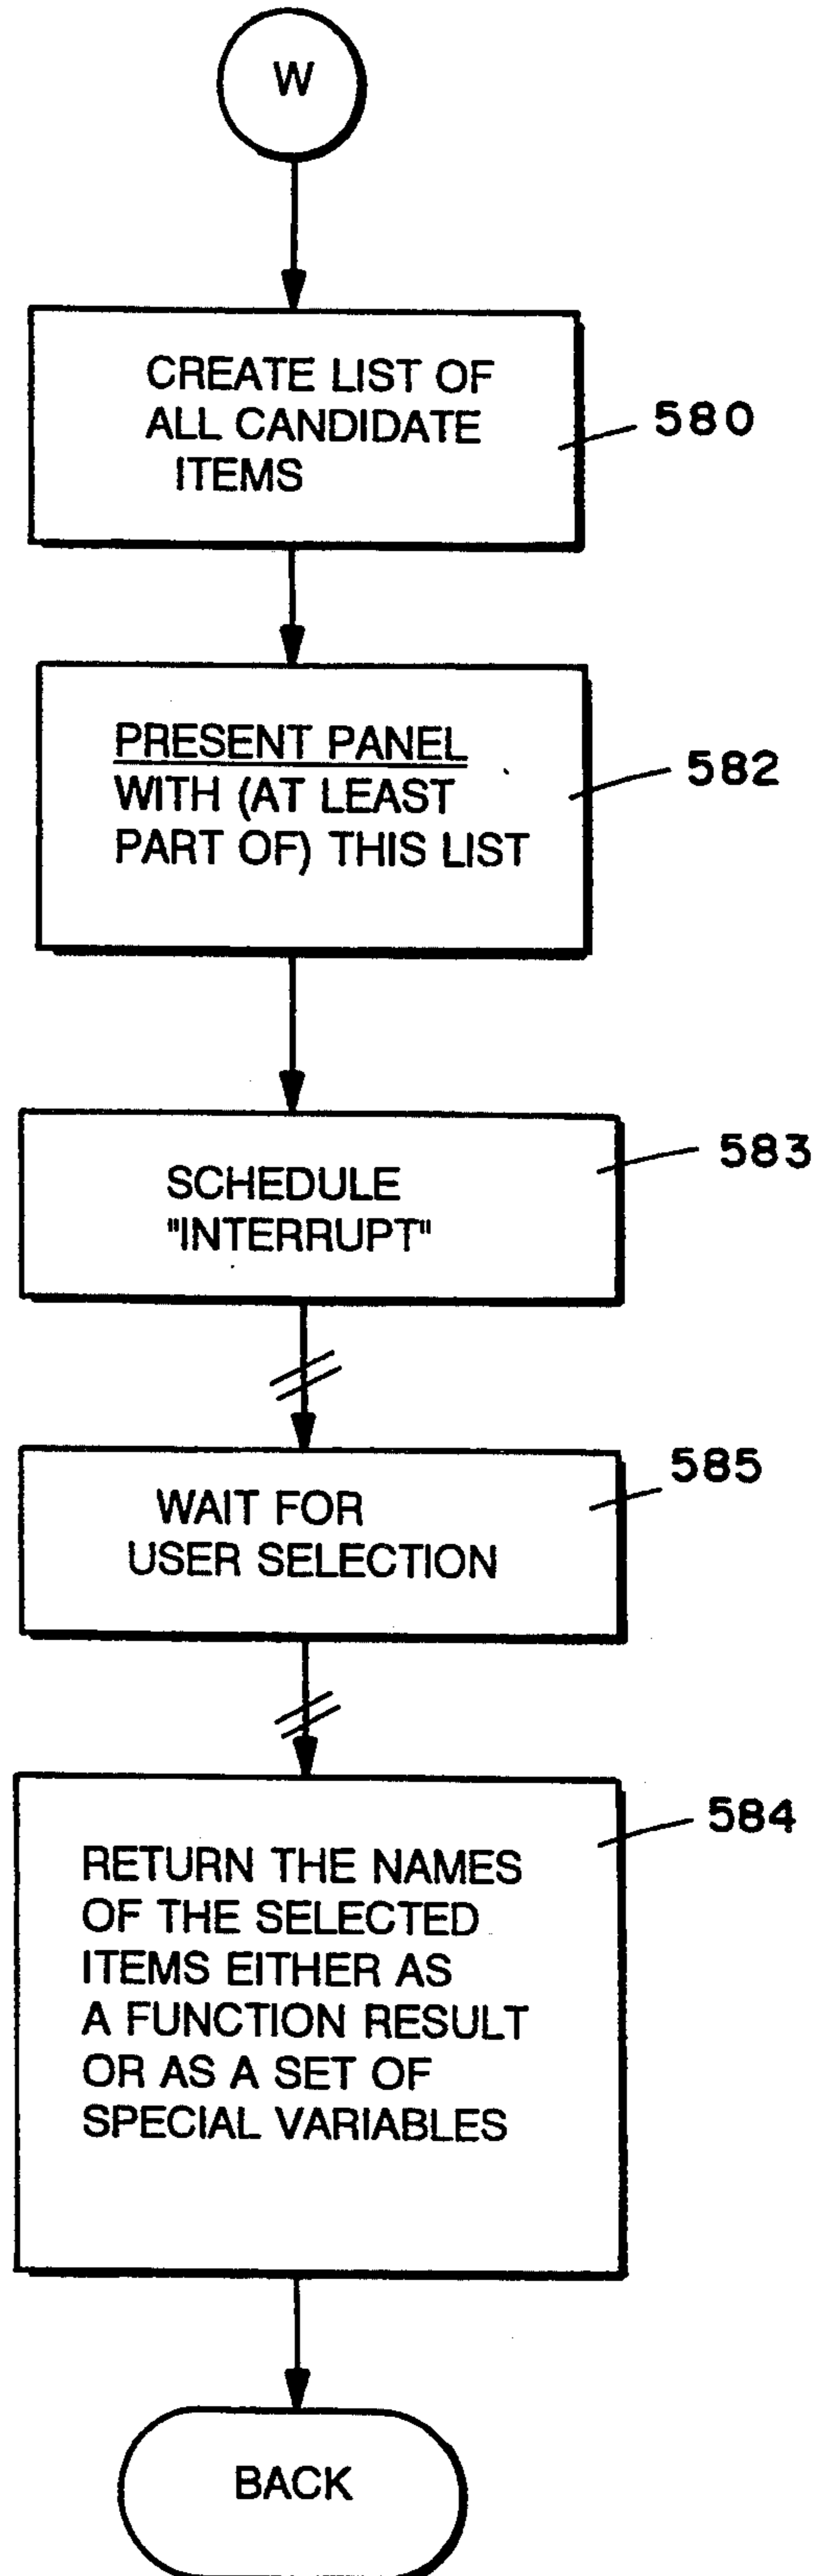 W
CREATE LIST OF
ALL CANDIDATE
ITEMS
580
PRESENT PANEL
WITH (AT LEAST
PART OF) THIS LIST
582
SCHEDULE
"INTERRUPT"
583
WAIT FOR
USER SELECTION
585
RETURN THE NAMES
OF THE SELECTED
ITEMS EITHER AS
A FUNCTION RESULT
OR AS A SET OF
SPECIAL VARIABLES
584
BACK